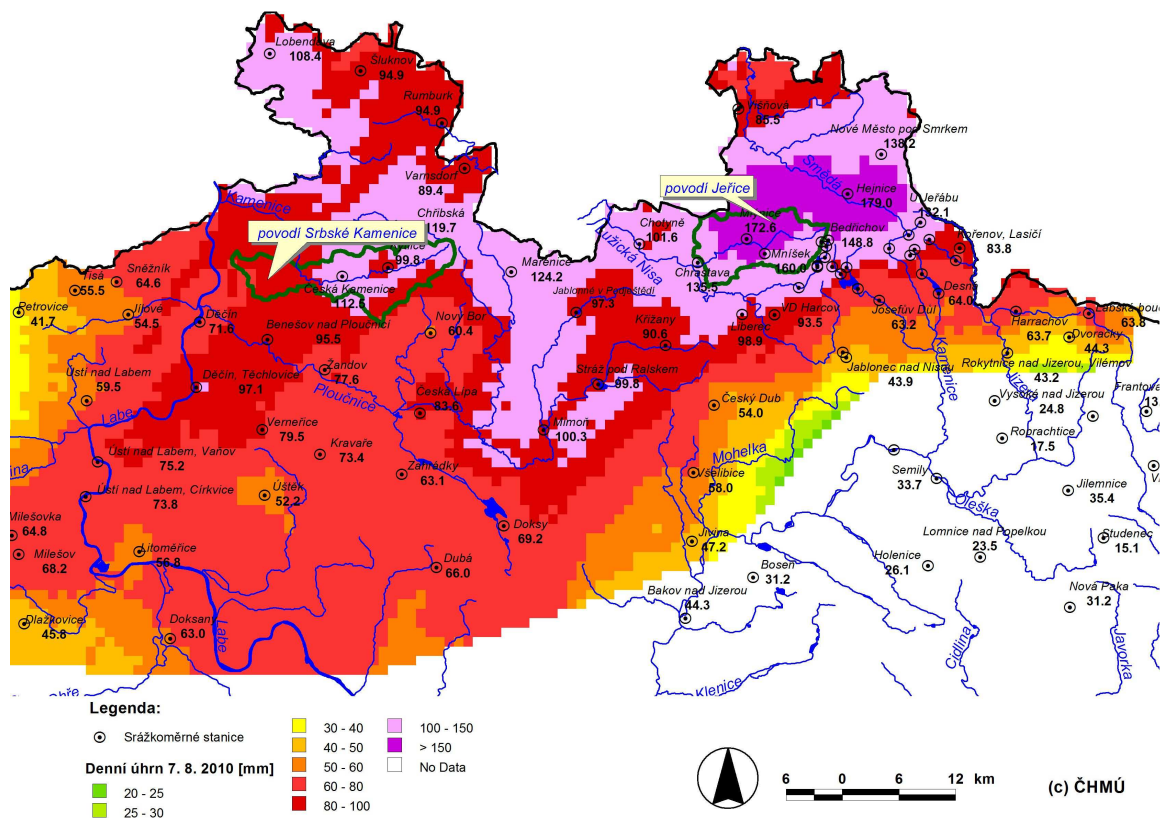 Lobendava
108.4
Šluknov
94.9
Rumburk
94.9
Varnsdorf
89.4
Chřibská
119.7
Kamenice
povodí Srbské Kamenice
99.8
Česká Kamenice
112.6
Mařenice
124.2
Višňová
85.5
Nové Město pod Smrkem
138.2
Smědá
Hejnice
179.0
U Jeřábu
132.1
povodí Jeřice
Mlýnice
172.6
Bedřichov
148.8
Kořenov, Lasičí
83.8
Mníšek
160.0
Chotyně
101.6
Lužická Nisa
Chrastava
135.5
Jablonné v Podještědí
97.3
Křižany
90.6
Liberec
98.9
VD Harcov
93.5
Josefův Důl
63.2
Desná
64.0
Harrachov
63.7
Labská bouda
63.8
Dvoračky
44.3
Jablonec nad Nisou
43.9
Rokytnice nad Jizerou, Vilémov
43.2
Kamenice
Jizera
Vysoké nad Jizerou
24.8
Frantova
13.
Roprachtice
17.5
Tisá
55.5
Sněžník
64.6
Petrovice
41.7
Jílové
54.5
Děčín
71.6
Benešov nad Ploučnicí
95.5
Nový Bor
60.4
Ústí nad Labem
59.5
Děčín, Těchlovice
97.1
Žandov
77.6
Ploučnice
Česká Lípa
83.6
Stráž pod Ralskem
99.8
Mimoň
100.3
Český Dub
54.0
Mohelka
Všelibice
58.0
Labe
Verneřice
79.5
Kravaře
73.4
Ústí nad Labem, Vaňov
75.2
ina
Zahrádky
63.1
Ústí nad Labem, Církvice
73.8
Úštěk
52.2
Semily
33.7
Oleška
Jilemnice
35.4
Milešovka
64.8
Milešov
68.2
Litoměřice
56.8
Doksy
69.2
Dubá
66.0
Jivina
47.2
Boseň
31.2
Bakov nad Jizerou
44.3
Holenice
26.1
Lomnice nad Popelkou
23.5
Studenec
15.1
Nová Paka
31.2
Dlažkovice
45.8
Doksany
63.0
Labe
Klenice
Cidlina
Javorka
Legenda:
Srážkoměrné stanice
Denní úhrn 7. 8. 2010 [mm]
20 - 25
25 - 30
30 - 40
40 - 50
50 - 60
60 - 80
80 - 100
100 - 150
> 150
No Data
6 0 6 12 km
(c) ČHMÚ